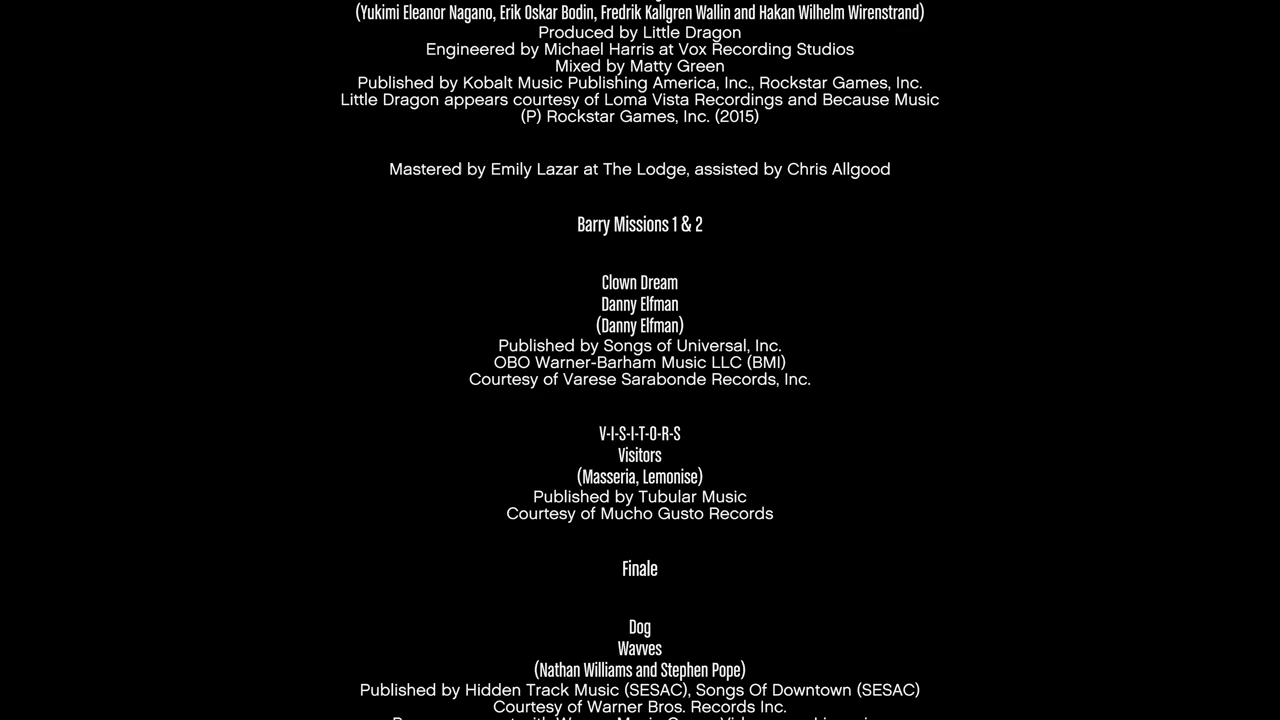 (Yukimi Eleanor Nagano, Erik Oskar Bodin, Fredrik Kallgren Wallin and Hakan Wilhelm Wirenstrand)
Produced by Little Dragon
Engineered by Michael Harris at Vox Recording Studios
Mixed by Matty Green
Published by Kobalt Music Publishing America, Inc., Rockstar Games, Inc.
Little Dragon appears courtesy of Loma Vista Recordings and Because Music
(P) Rockstar Games, Inc. (2015)
Mastered by Emily Lazar at The Lodge, assisted by Chris Allgood
Barry Missions 1 & 2
Clown Dream
Danny Elfman
(Danny Elfman)
Published by Songs of Universal, Inc.
OBO Warner-Barham Music LLC (BMI)
Courtesy of Varese Sarabonde Records, Inc.
V-I-S-I-T-O-R-S
Visitors
(Masseria, Lemonise)
Published by Tubular Music
Courtesy of Mucho Gusto Records
Finale
Dog
Wavves
(Nathan Williams and Stephen Pope)
Published by Hidden Track Music (SESAC), Songs Of Downtown (SESAC)
Courtesy of Warner Bros. Records Inc.